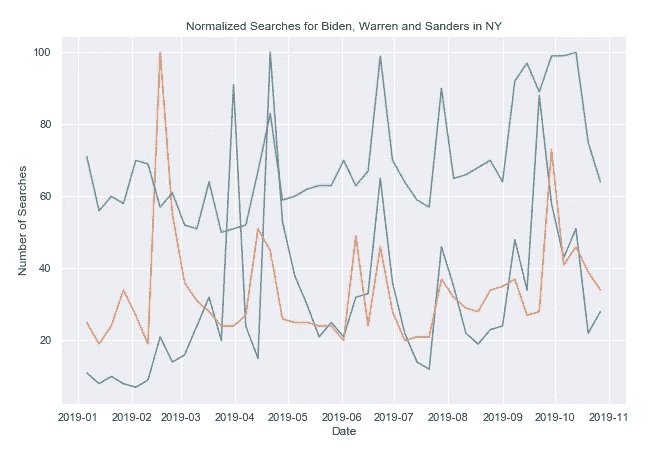 Normalized Searches for Biden, Warren and Sanders in NY
100
80
60
40
20
Number of Searches
2019-01 2019-02 2019-03 2019-04 2019-05 2019-06 2019-07 2019-08 2019-09 2019-10 2019-11
Date